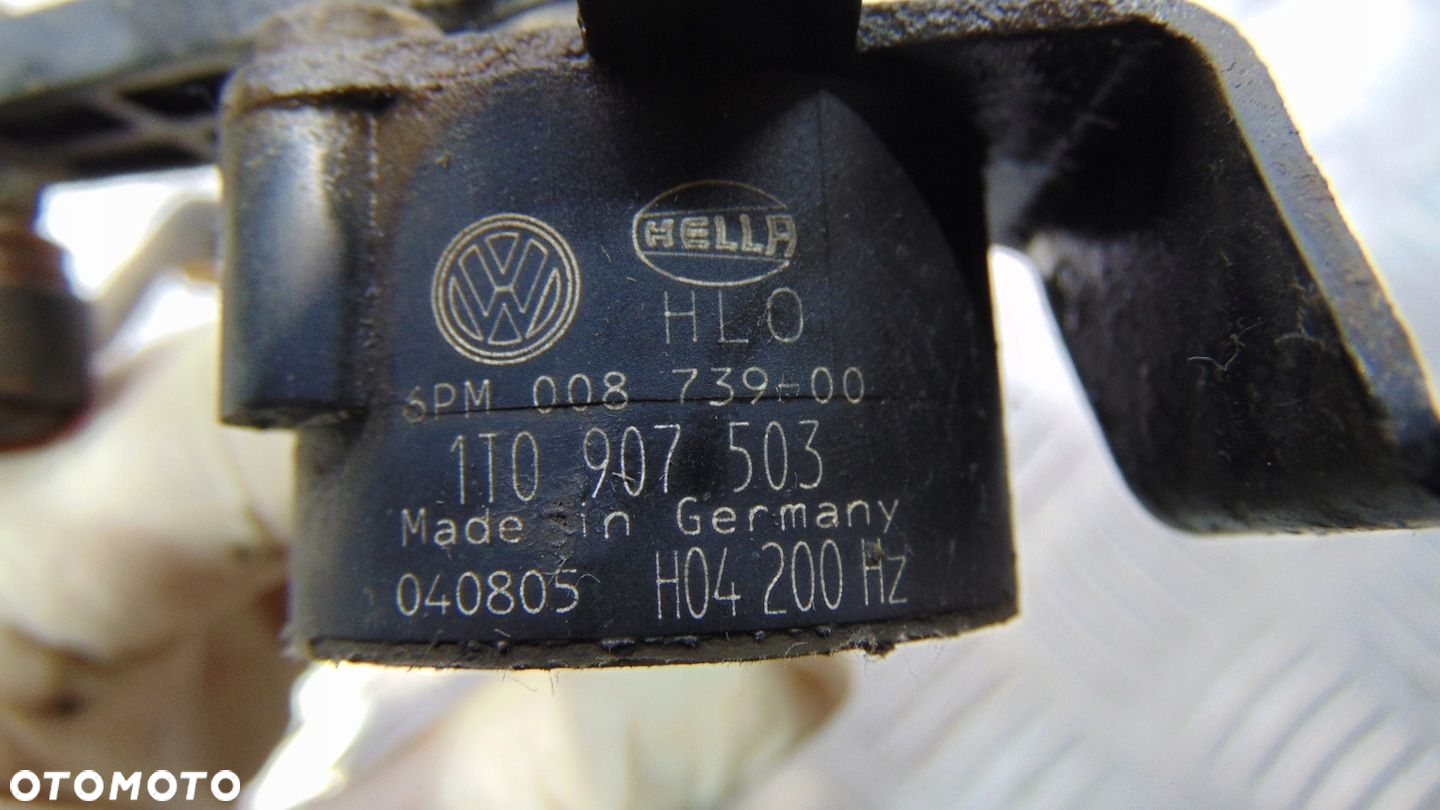 HELLA
HLO
6PM 008 739-00
1T0 907 503
Made in Germany
040805 H04 200 Hz
OTOMOTO